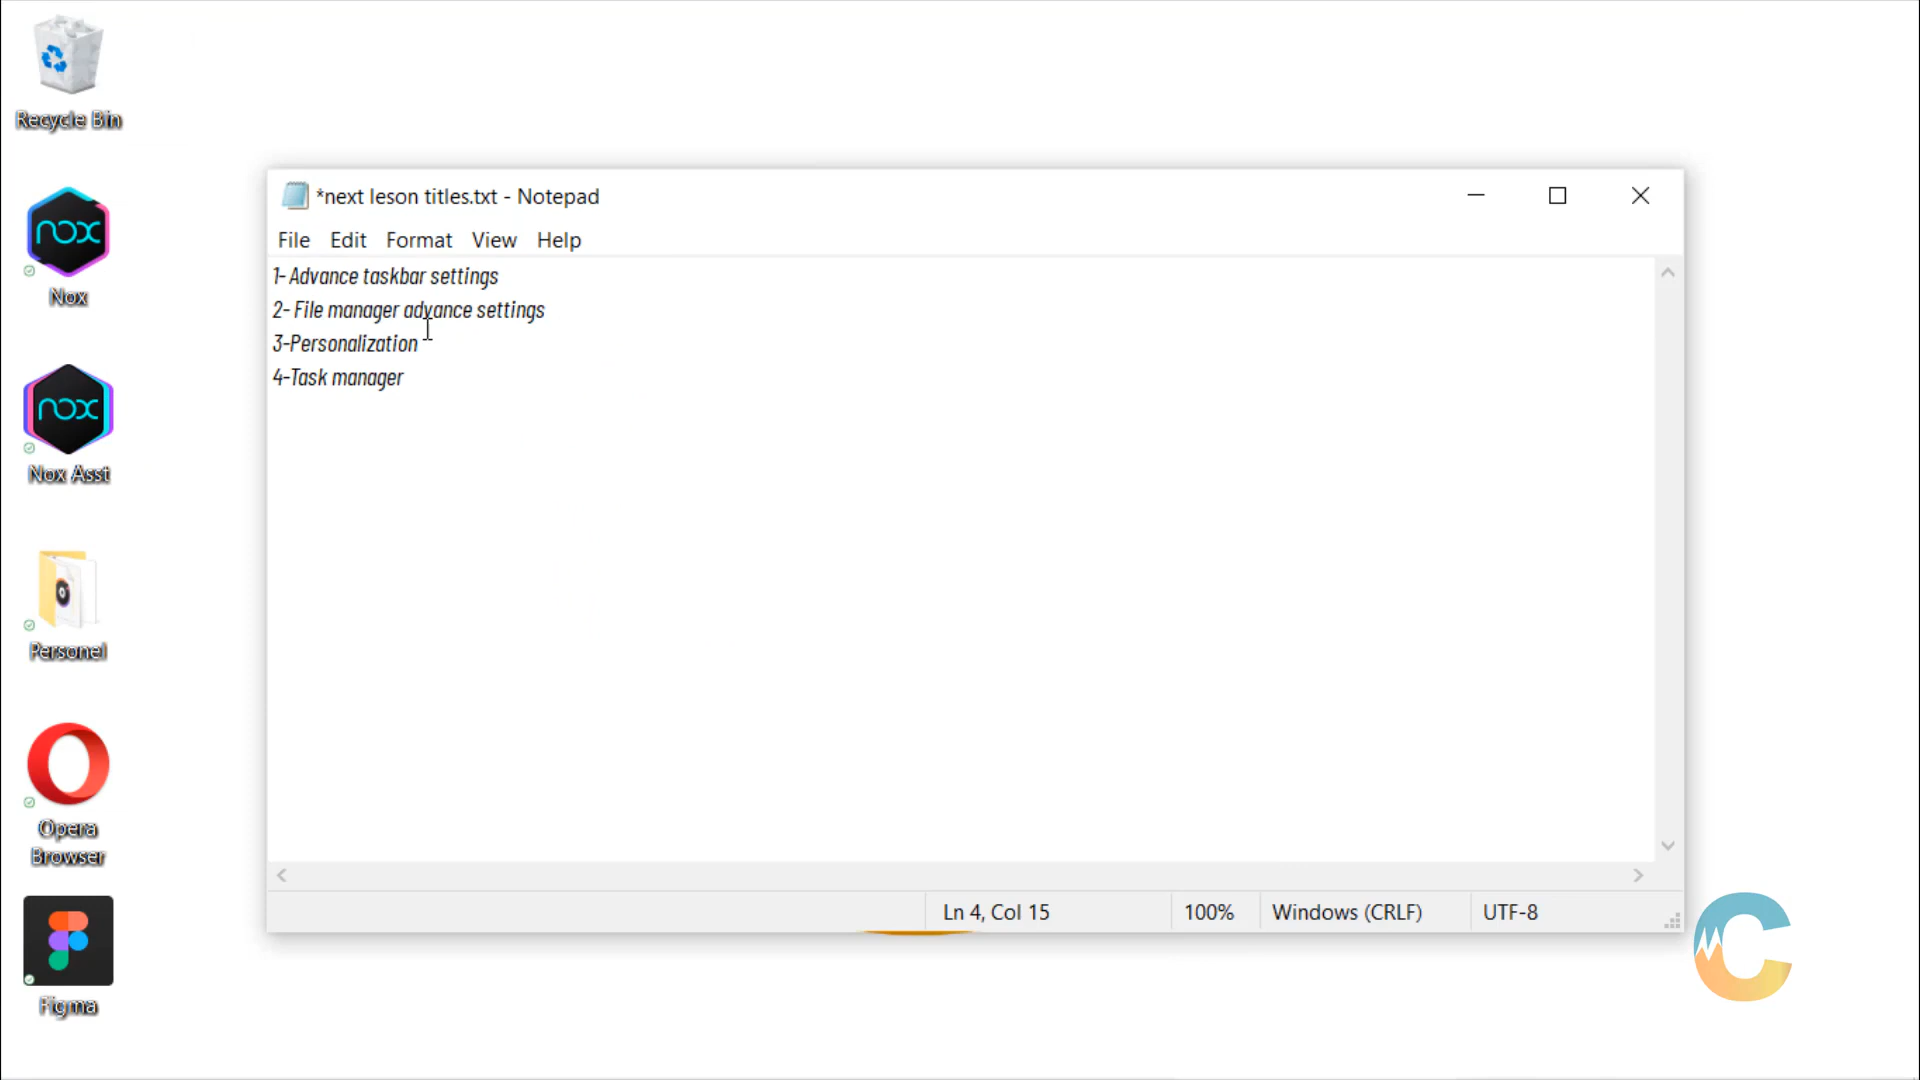 Recycle Bin
nox
Nox
nox
Nox Asst
Personel
Opera
Browser
Figma
*next leson titles.txt - Notepad
File Edit Format View Help
1- Advance taskbar settings
2- File manager advance settings
3-Personalization
4-Task manager
Ln 4, Col 15 100% Windows (CRLF) UTF-8
C